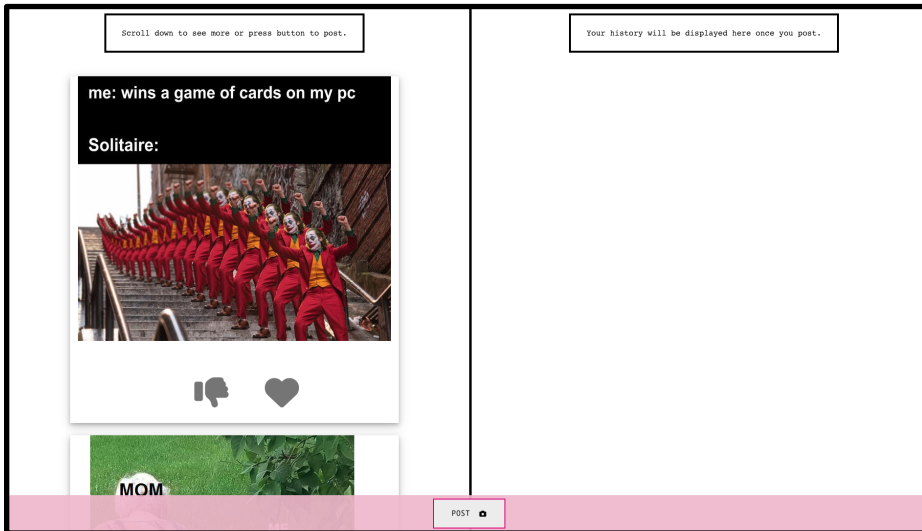 Scroll down to see more or press button to post.
Your history will be displayed here once you post.
me: wins a game of cards on my pc
Solitaire:
MOM
ME
POST